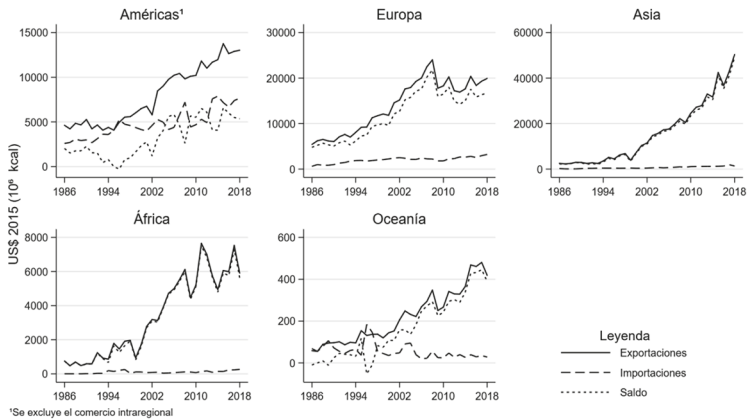 Américas¹
Europa
Asia
15000
10000
5000
0
1986 1994 2002 2010 2018
30000
20000
10000
0
1986 1994 2002 2010 2018
60000
40000
20000
0
1986 1994 2002 2010 2018
US$ 2015 (10⁶ kcal)
África
Oceanía
8000
6000
4000
2000
0
1986 1994 2002 2010 2018
600
400
200
0
1986 1994 2002 2010 2018
Leyenda
Exportaciones
Importaciones
Saldo
¹Se excluye el comercio intraregional